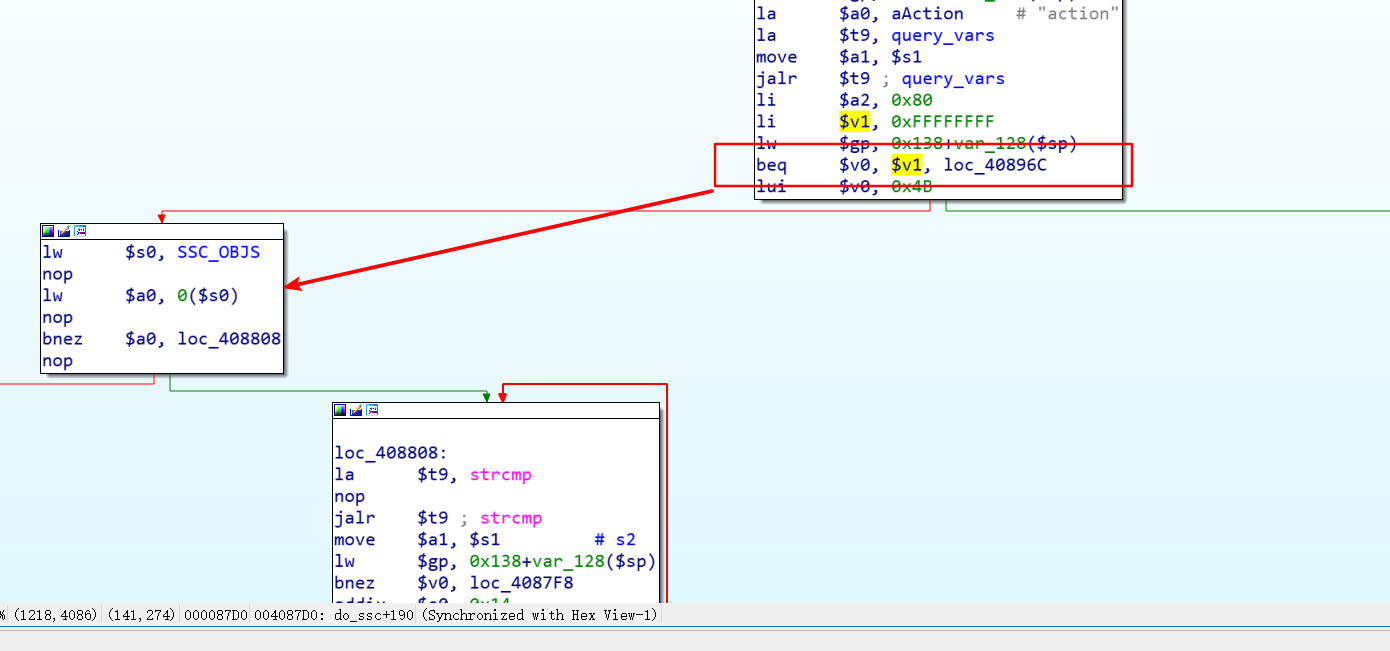 la $a0, aAction # "action"
la $t9, query_vars
move $a1, $s1
jalr $t9 ; query_vars
li $a2, 0x80
li $v1, 0xFFFFFFFF
lw $gp, 0x138+var_128($sp)
beq $v0, $v1, loc_40896C
lui $v0, 0x4B
lw $s0, SSC_OBJS
nop
lw $a0, 0($s0)
nop
bnez $a0, loc_408808
nop
loc_408808:
la $t9, strcmp
nop
jalr $t9 ; strcmp
move $a1, $s1 # s2
lw $gp, 0x138+var_128($sp)
bnez $v0, loc_4087F8
% (1218,4086) (141,274) 000087D0 004087D0: do_ssc+190 (Synchronized with Hex View-1)